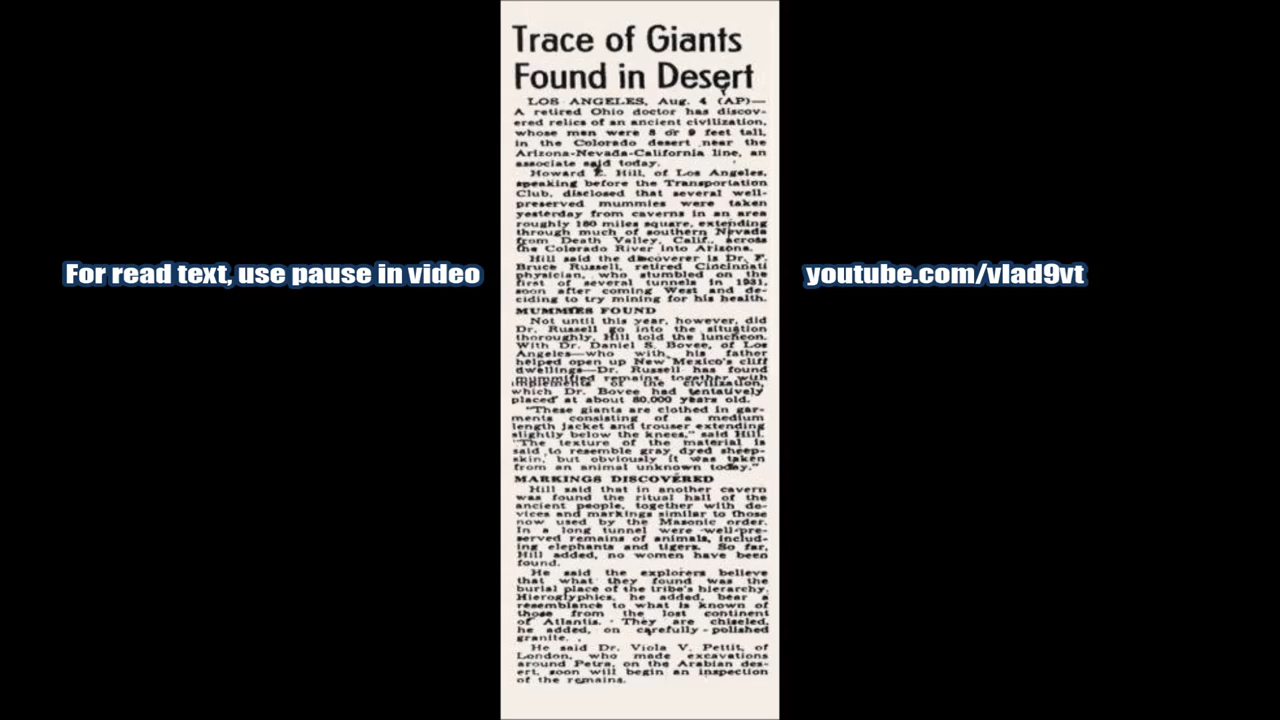 Trace of Giants
Found in Desert
LOS ANGELES, Aug. 4 (AP)—
A retired Ohio doctor has discov-
ered relics of an ancient civilization,
whose men were 8 or 9 feet tall,
in the Colorado desert near the
Arizona-Nevada-California line, an
associate said today.
Howard E. Hill, of Los Angeles,
speaking before the Transportation
Club, disclosed that several well-
preserved mummies were taken
yesterday from caverns in an area
roughly 180 miles square, extending
through much of southern Nevada
from Death Valley, Calif., across
the Colorado River into Arizona.
Hill said the discoverer is Dr. F.
Bruce Russell, retired Cincinnati
physician, who stumbled on the
first of several tunnels in 1931,
soon after coming West and de-
ciding to try mining for his health.
MUMMIES FOUND
Not until this year, however, did
Dr. Russell go into the situation
thoroughly, Hill told the luncheon.
With Dr. Daniel S. Bovee, of Los
Angeles—who with his father
helped open up New Mexico's cliff
dwellings—Dr. Russell has found
mummified remains together with
implements of the civilization,
which Dr. Bovee had tentatively
placed at about 80,000 years old.
"These giants are clothed in gar-
ments consisting of a medium
length jacket and trouser extending
slightly below the knees," said Hill.
"The texture of the material is
said to resemble gray dyed sheep-
skin, but obviously it was taken
from an animal unknown today."
MARKINGS DISCOVERED
Hill said that in another cavern
was found the ritual hall of the
ancient people, together with de-
vices and markings similar to those
now used by the Masonic order.
In a long tunnel were well-pre-
served remains of animals, includ-
ing elephants and tigers. So far,
Hill added, no women have been
found.
He said the explorers believe
that what they found was the
burial place of the tribe's hierarchy.
Hieroglyphics, he added, bear a
resemblance to what is known of
those from the lost continent
of Atlantis. They are chiseled,
he added, on carefully-polished
granite.
He said Dr. Viola V. Pettit, of
London, who made excavations
around Petra, on the Arabian des-
ert, soon will begin an inspection
of the remains.
For read text, use pause in video
youtube.com/vlad9vt